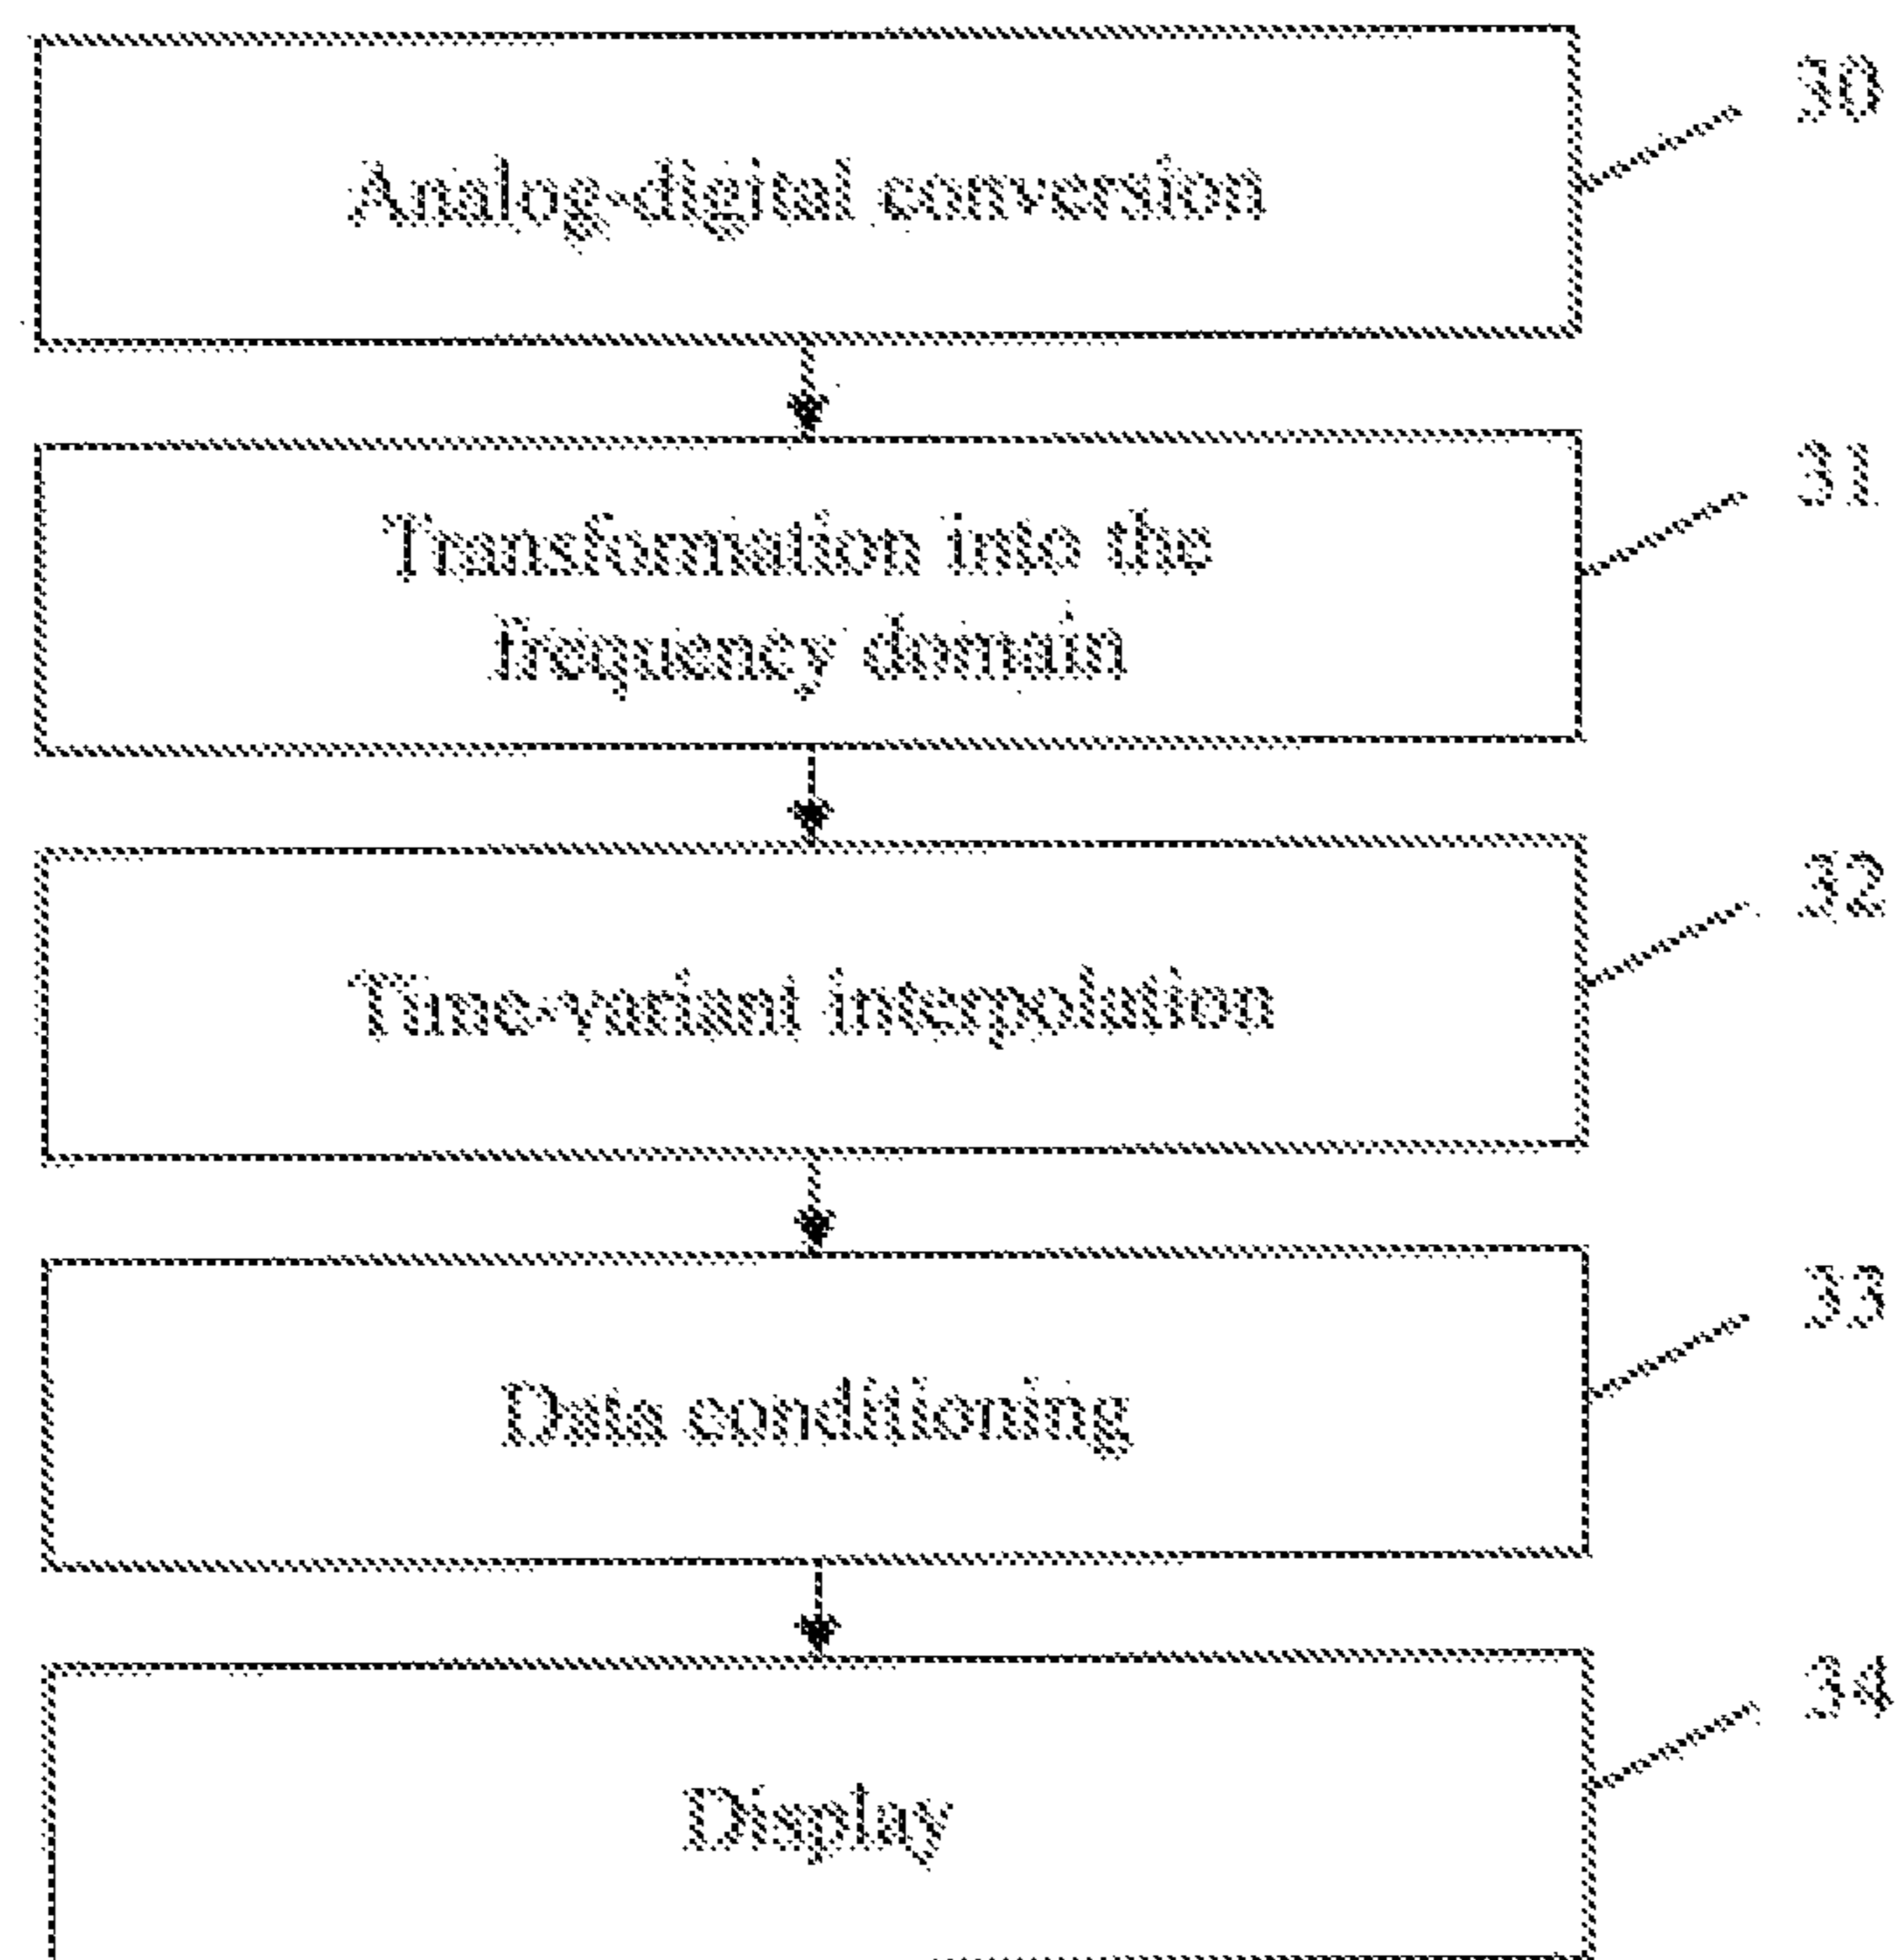 Analog-digital conversion
30
Transformation into the
frequency domain
31
Time-variant interpolation
32
Data conditioning
33
Display
34